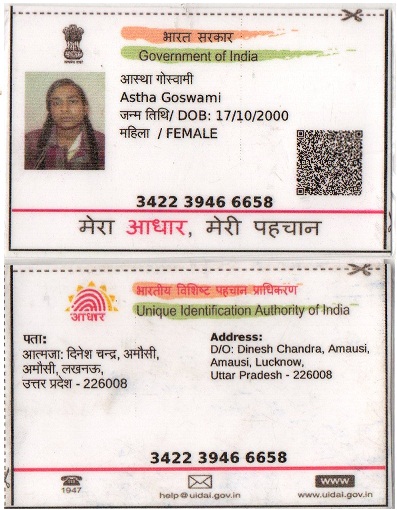 भारत सरकार
Government of India
आस्था गोस्वामी
Astha Goswami
जन्म तिथि/ DOB: 17/10/2000
महिला / FEMALE
3422 3946 6658
मेरा आधार, मेरी पहचान
भारतीय विशिष्ट पहचान प्राधिकरण
Unique Identification Authority of India
आधार
पता:
आत्मजा: दिनेश चन्द्र, अमौसी,
अमौसी, लखनऊ,
उत्तर प्रदेश - 226008
Address:
D/O: Dinesh Chandra, Amausi,
Amausi, Lucknow,
Uttar Pradesh - 226008
3422 3946 6658
1947
help@uidai.gov.in
www
www.uidai.gov.in